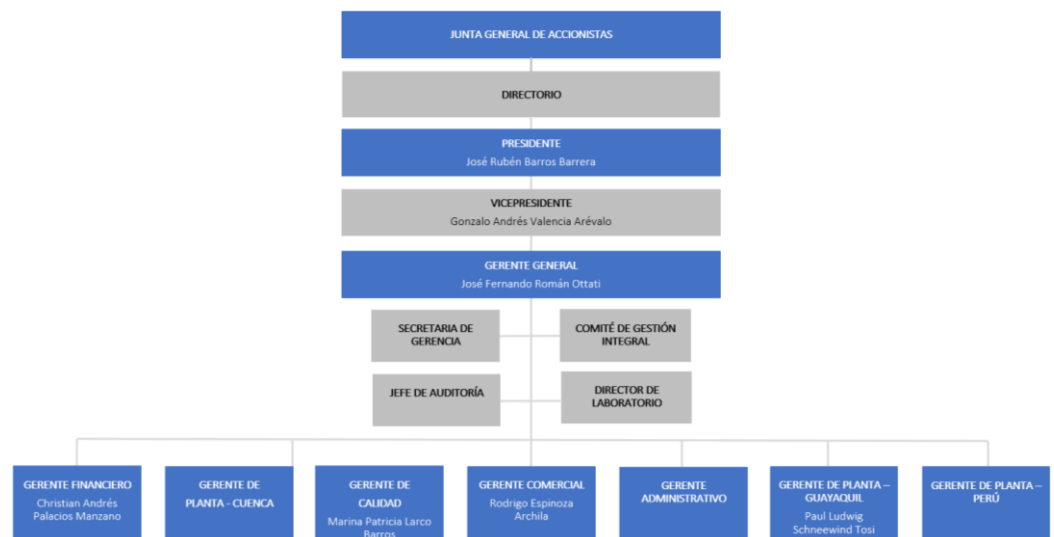 JUNTA GENERAL DE ACCIONISTAS
DIRECTORIO
PRESIDENTE
José Rubén Barros Barrera
VICEPRESIDENTE
Gonzalo Andrés Valencia Arévalo
GERENTE GENERAL
José Fernando Román Ottati
SECRETARIA DE
GERENCIA
COMITÉ DE GESTIÓN
INTEGRAL
JEFE DE AUDITORÍA
DIRECTOR DE
LABORATORIO
GERENTE FINANCIERO
Christian Andrés
Palacios Manzano
GERENTE DE
PLANTA - CUENCA
GERENTE DE
CALIDAD
Marina Patricia Larco
Barros
GERENTE COMERCIAL
Rodrigo Espinoza
Archila
GERENTE
ADMINISTRATIVO
GERENTE DE PLANTA –
GUAYAQUIL
Paul Ludwig
Schneewind Tosi
GERENTE DE PLANTA –
PERÚ